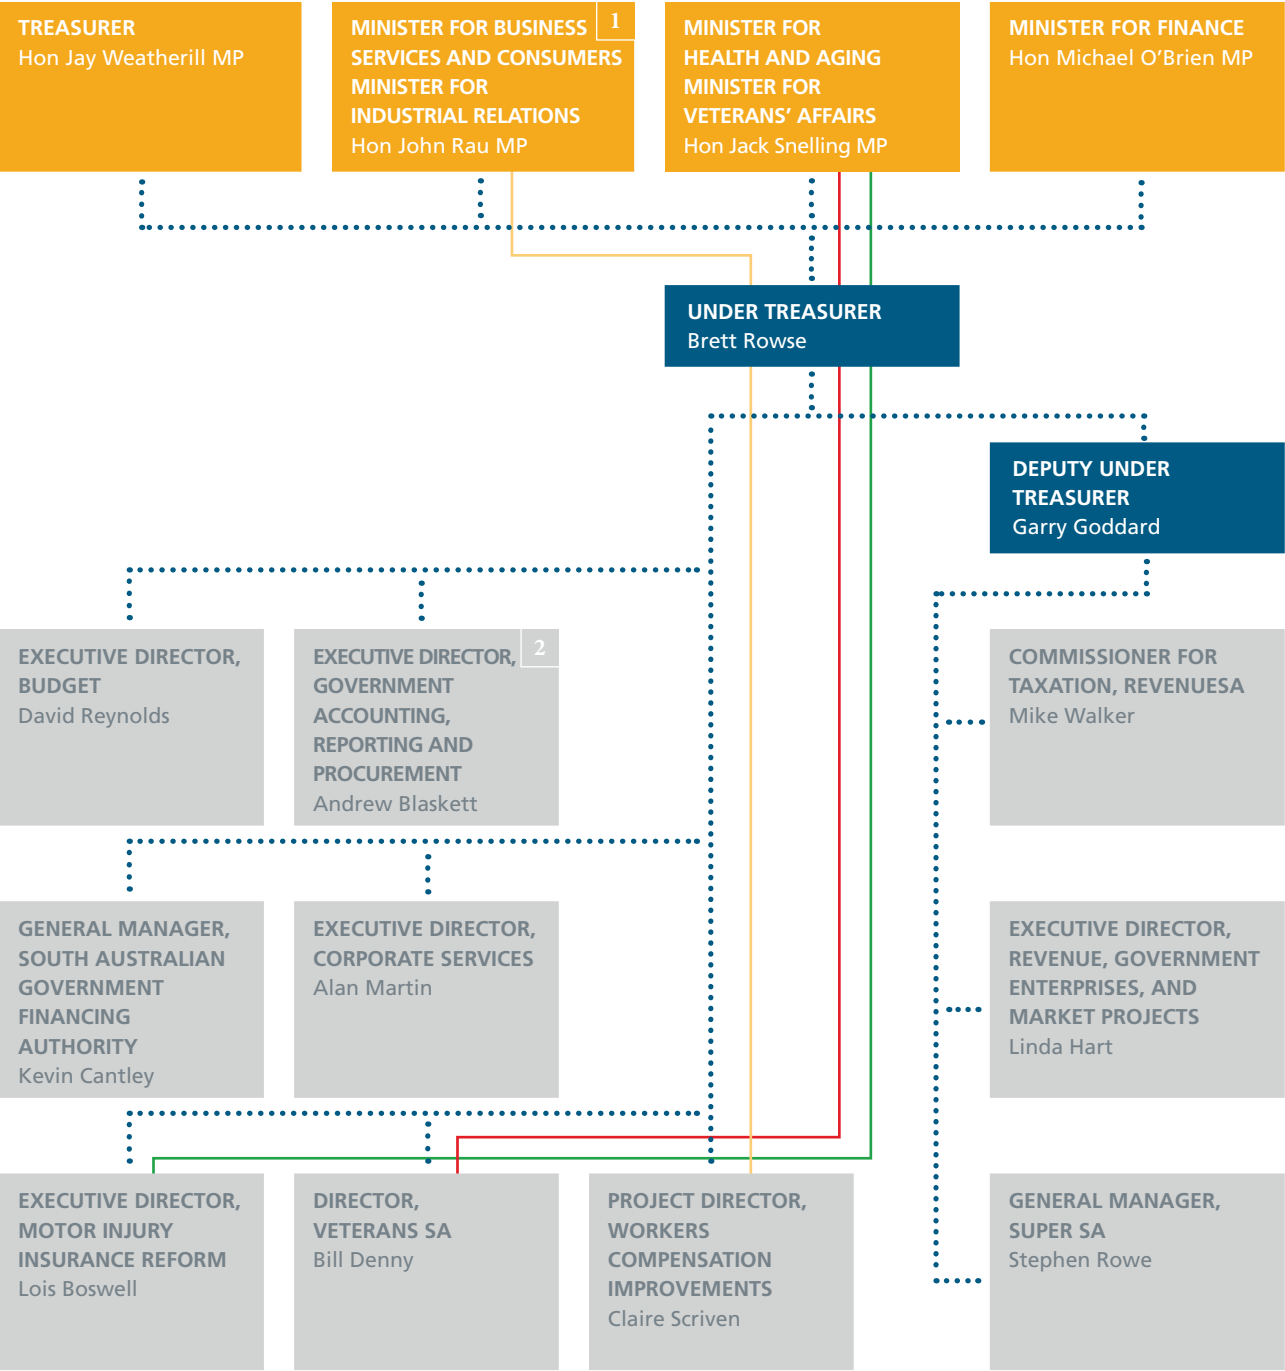 TREASURER
Hon Jay Weatherill MP
MINISTER FOR BUSINESS
SERVICES AND CONSUMERS
MINISTER FOR
INDUSTRIAL RELATIONS
Hon John Rau MP
1
MINISTER FOR
HEALTH AND AGING
MINISTER FOR
VETERANS’ AFFAIRS
Hon Jack Snelling MP
MINISTER FOR FINANCE
Hon Michael O’Brien MP
UNDER TREASURER
Brett Rowse
DEPUTY UNDER
TREASURER
Garry Goddard
EXECUTIVE DIRECTOR,
BUDGET
David Reynolds
EXECUTIVE DIRECTOR,
GOVERNMENT
ACCOUNTING,
REPORTING AND
PROCUREMENT
Andrew Blaskett
2
COMMISSIONER FOR
TAXATION, REVENUESA
Mike Walker
GENERAL MANAGER,
SOUTH AUSTRALIAN
GOVERNMENT
FINANCING
AUTHORITY
Kevin Cantley
EXECUTIVE DIRECTOR,
CORPORATE SERVICES
Alan Martin
EXECUTIVE DIRECTOR,
REVENUE, GOVERNMENT
ENTERPRISES, AND
MARKET PROJECTS
Linda Hart
EXECUTIVE DIRECTOR,
MOTOR INJURY
INSURANCE REFORM
Lois Boswell
DIRECTOR,
VETERANS SA
Bill Denny
PROJECT DIRECTOR,
WORKERS
COMPENSATION
IMPROVEMENTS
Claire Scriven
GENERAL MANAGER,
SUPER SA
Stephen Rowe